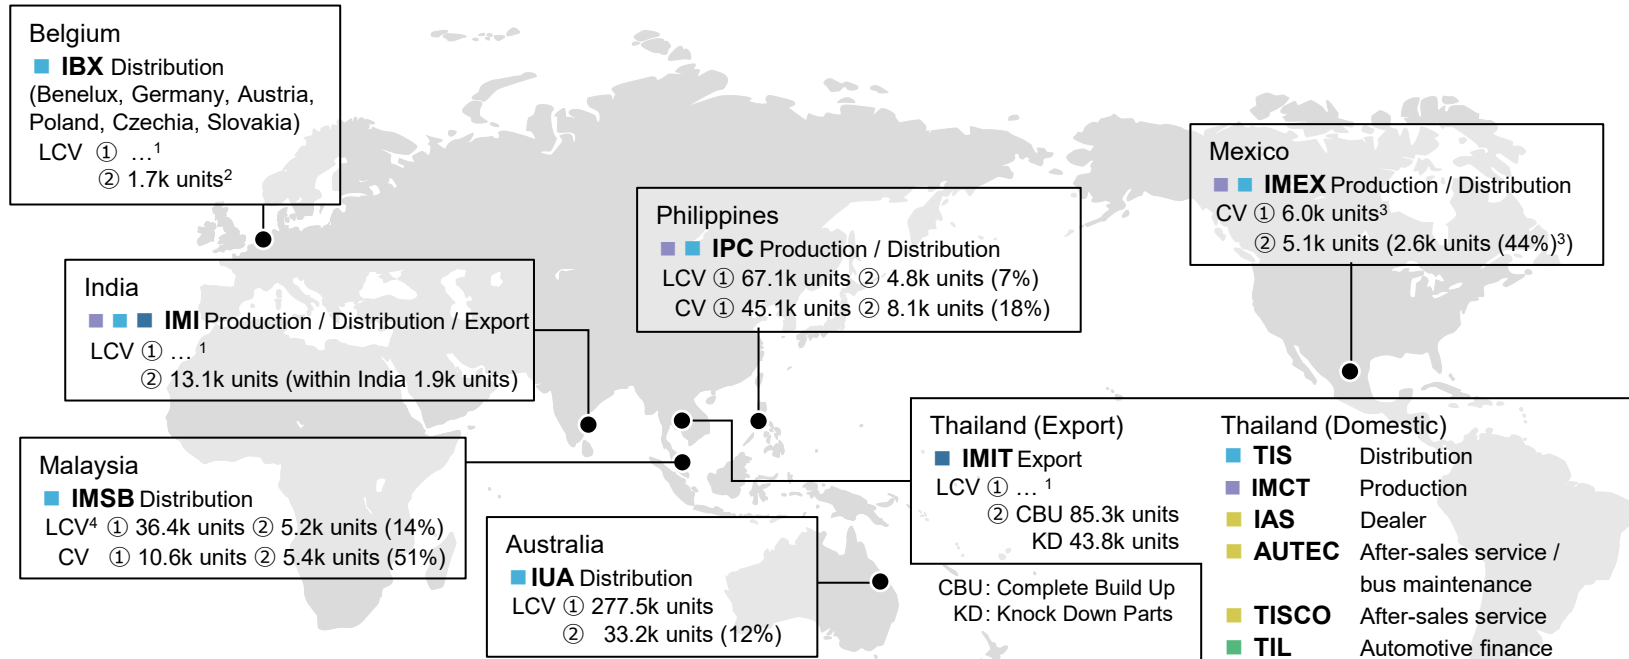 Belgium
IBX Distribution
(Benelux, Germany, Austria,
Poland, Czechia, Slovakia)
LCV ① …¹
② 1.7k units²
Mexico
IMEX Production / Distribution
CV ① 6.0k units³
② 5.1k units (2.6k units (44%)³)
Philippines
IPC Production / Distribution
LCV ① 67.1k units ② 4.8k units (7%)
CV ① 45.1k units ② 8.1k units (18%)
India
IMI Production / Distribution / Export
LCV ① … ¹
② 13.1k units (within India 1.9k units)
Malaysia
IMSB Distribution
LCV⁴ ① 36.4k units ② 5.2k units (14%)
CV ① 10.6k units ② 5.4k units (51%)
Australia
IUA Distribution
LCV ① 277.5k units
② 33.2k units (12%)
Thailand (Export)
IMIT Export
LCV ① … ¹
② CBU 85.3k units
KD 43.8k units
CBU: Complete Build Up
KD: Knock Down Parts
Thailand (Domestic)
TIS Distribution
IMCT Production
IAS Dealer
AUTEC After-sales service /
bus maintenance
TISCO After-sales service
TIL Automotive finance